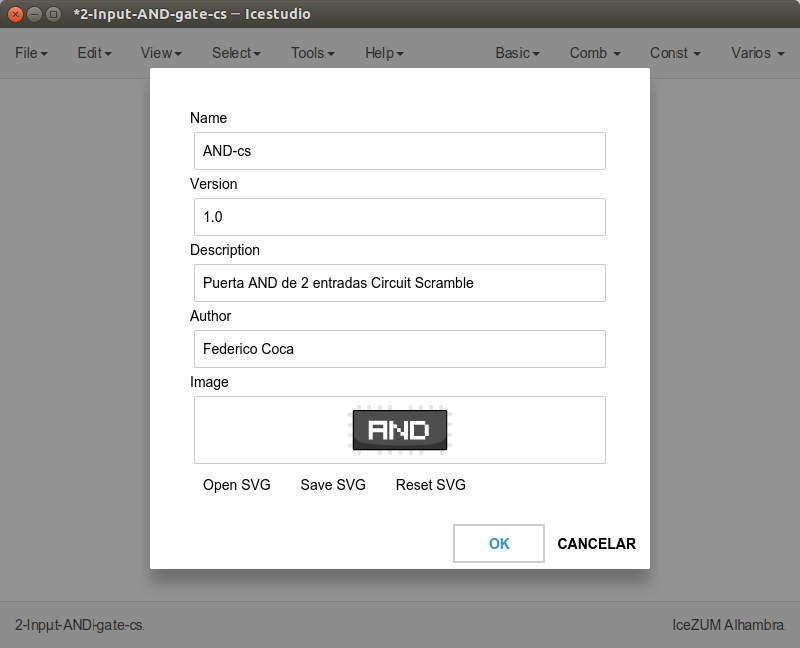 *2-Input-AND-gate-cs – Icestudio
File Edit View Select Tools Help Basic Comb Const Varios
Name
AND-cs
Version
1.0
Description
Puerta AND de 2 entradas Circuit Scramble
Author
Federico Coca
Image
AND
Open SVG Save SVG Reset SVG
OK CANCELAR
2-Input-AND-gate-cs IceZUM Alhambra